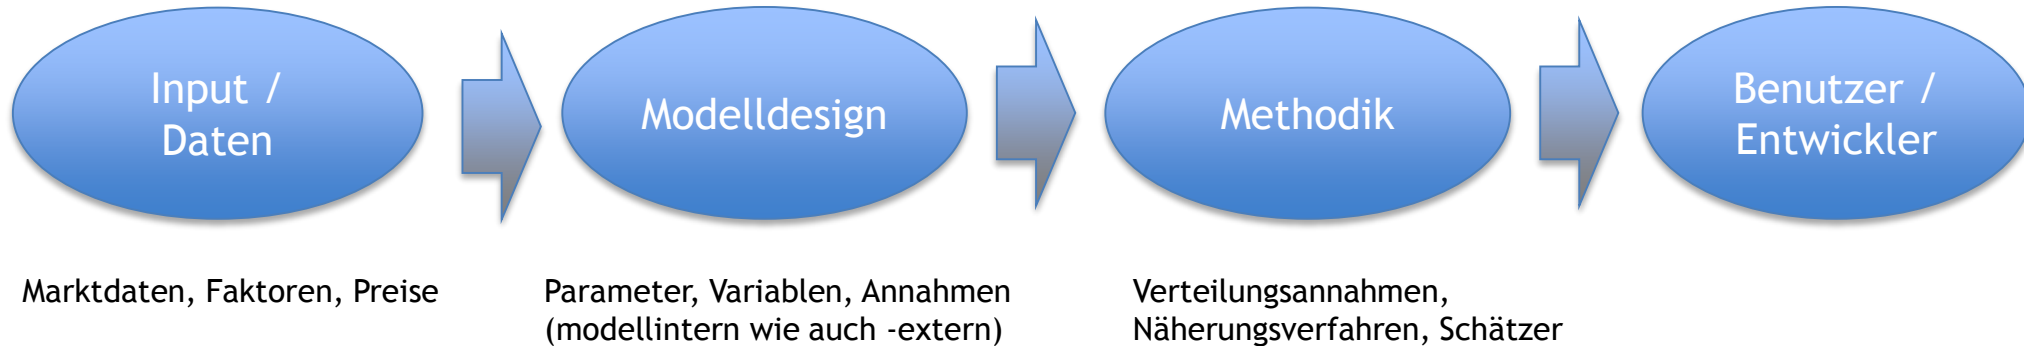 Input /
Daten
Modelldesign
Methodik
Benutzer /
Entwickler
Marktdaten, Faktoren, Preise
Parameter, Variablen, Annahmen
(modellintern wie auch -extern)
Verteilungsannahmen,
Näherungsverfahren, Schätzer